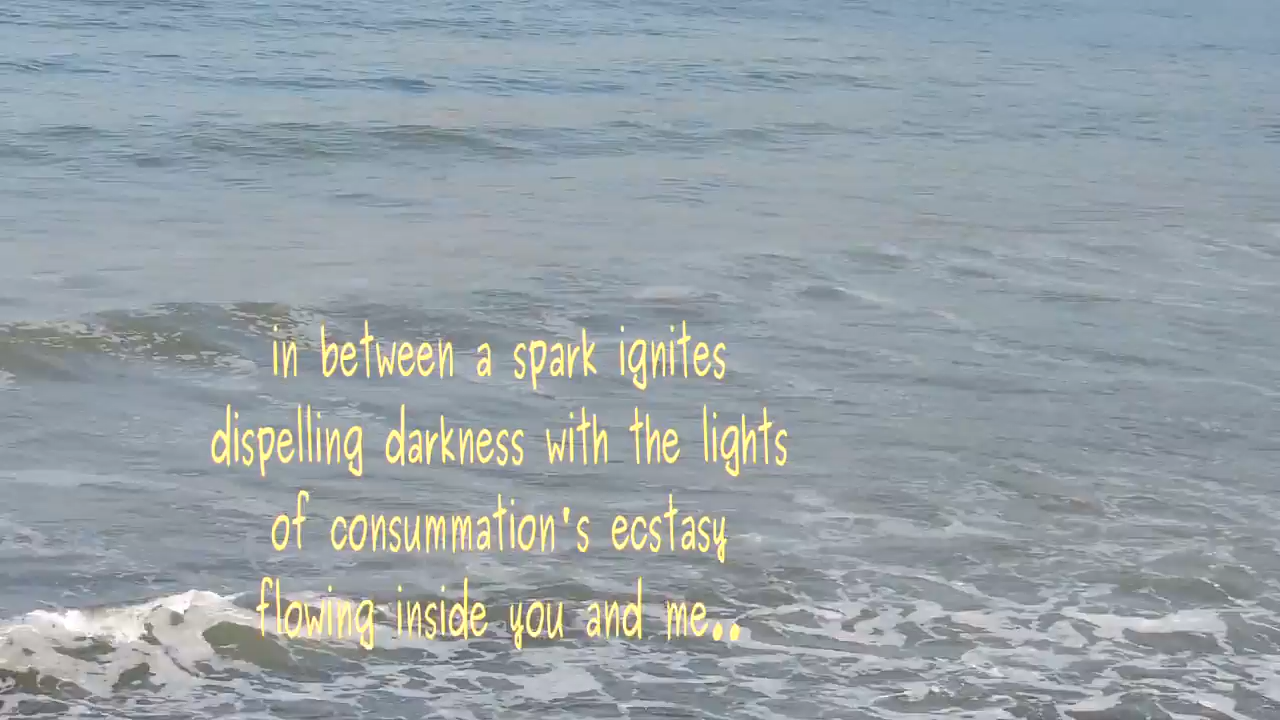 in between a spark ignites
dispelling darkness with the lights
of consummation's ecstasy
flowing inside you and me..